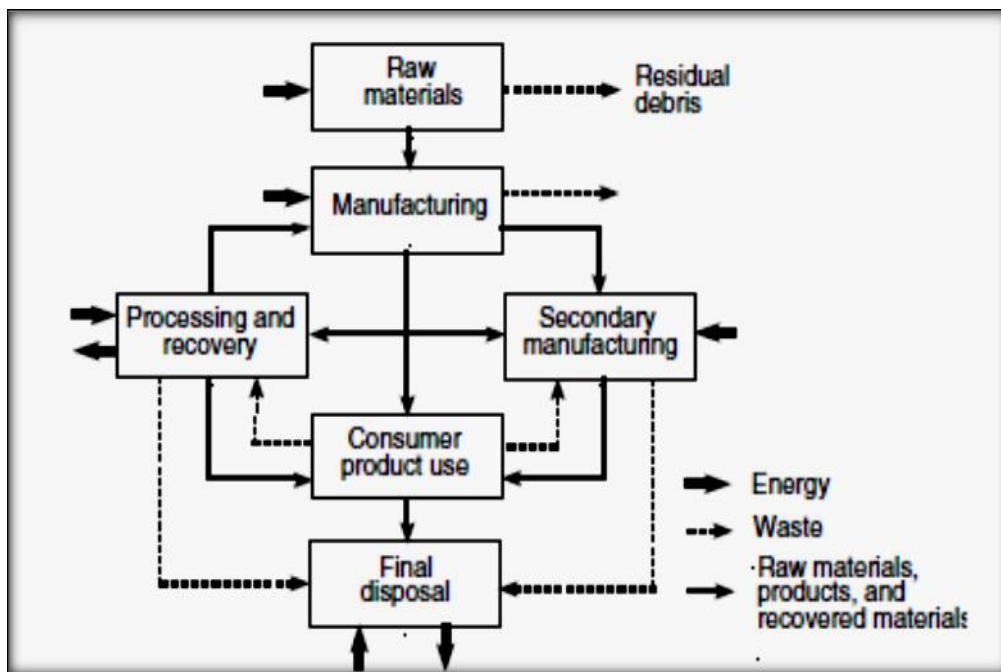 Raw
materials
Residual
debris
Manufacturing
Processing and
recovery
Secondary
manufacturing
Consumer
product use
Final
disposal
Energy
Waste
Raw materials,
products, and
recovered materials